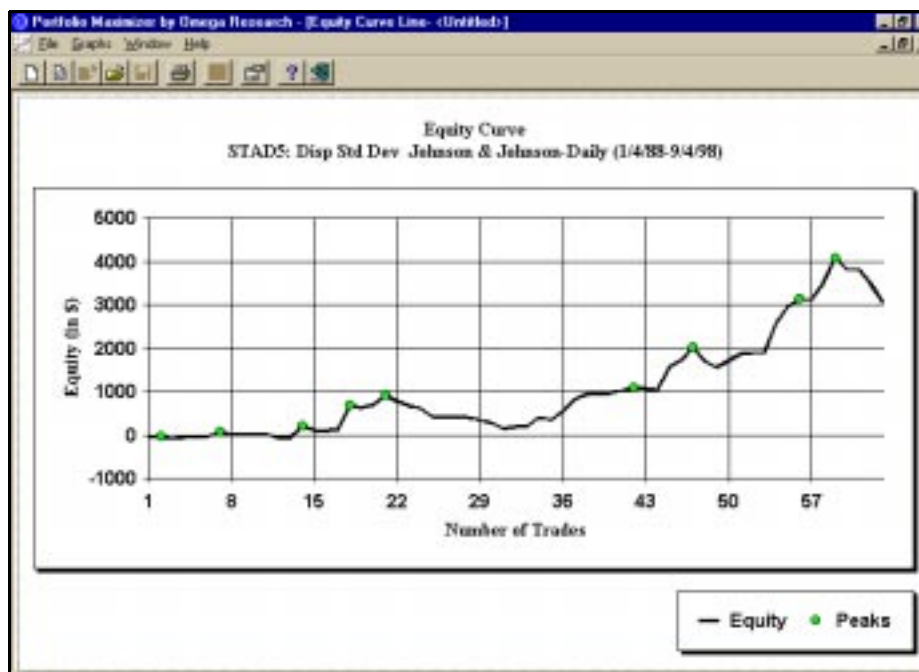 Portfolio Maximizer by Omega Research - [Equity Curve Line- <Untitled>]
File Graphs Window Help
Equity Curve
STAD5: Disp Std Dev Johnson & Johnson-Daily (1/4/88-9/4/98)
Equity (in $)
5000
4000
3000
2000
1000
0
-1000
1 8 15 22 29 36 43 50 57
Number of Trades
Equity Peaks